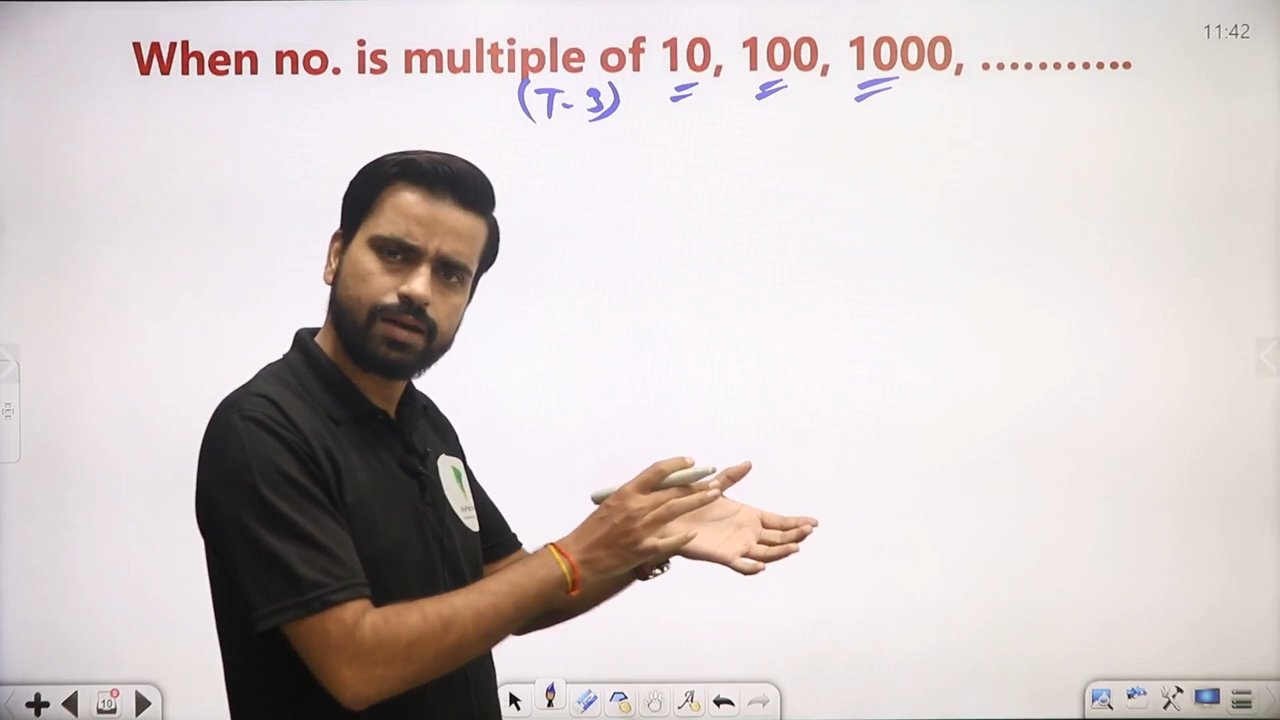 11:42
When no. is multiple of 10, 100, 1000, ...........
(T-3)
10